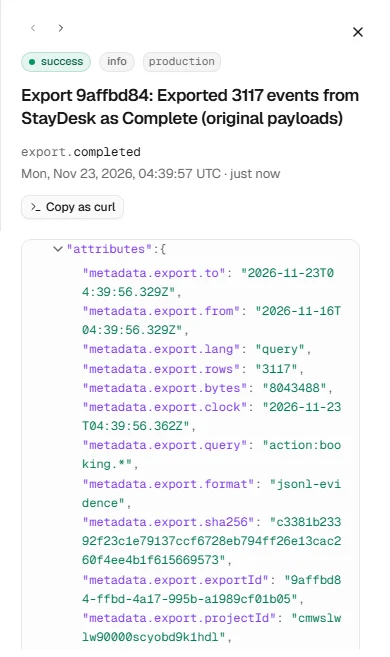 success info production
Export 9affbd84: Exported 3117 events from
StayDesk as Complete (original payloads)
export.completed
Mon, Nov 23, 2026, 04:39:57 UTC · just now
>_ Copy as curl
"attributes":{
"metadata.export.to": "2026-11-23T0
4:39:56.329Z",
"metadata.export.from": "2026-11-16T
04:39:56.329Z",
"metadata.export.lang": "query",
"metadata.export.rows": "3117",
"metadata.export.bytes": "8043488",
"metadata.export.clock": "2026-11-23
T04:39:56.362Z",
"metadata.export.query": "action:boo
king.*",
"metadata.export.format": "jsonl-evi
dence",
"metadata.export.sha256": "c3381b233
92f23c1e79137ccf6728eb794ff26e13cac2
60f4ee4b1f615669573",
"metadata.export.exportId": "9affbd8
4-ffbd-4a17-995b-a1989cf01b05",
"metadata.export.projectId": "cmwslw
lw90000scyobd9kihdl",